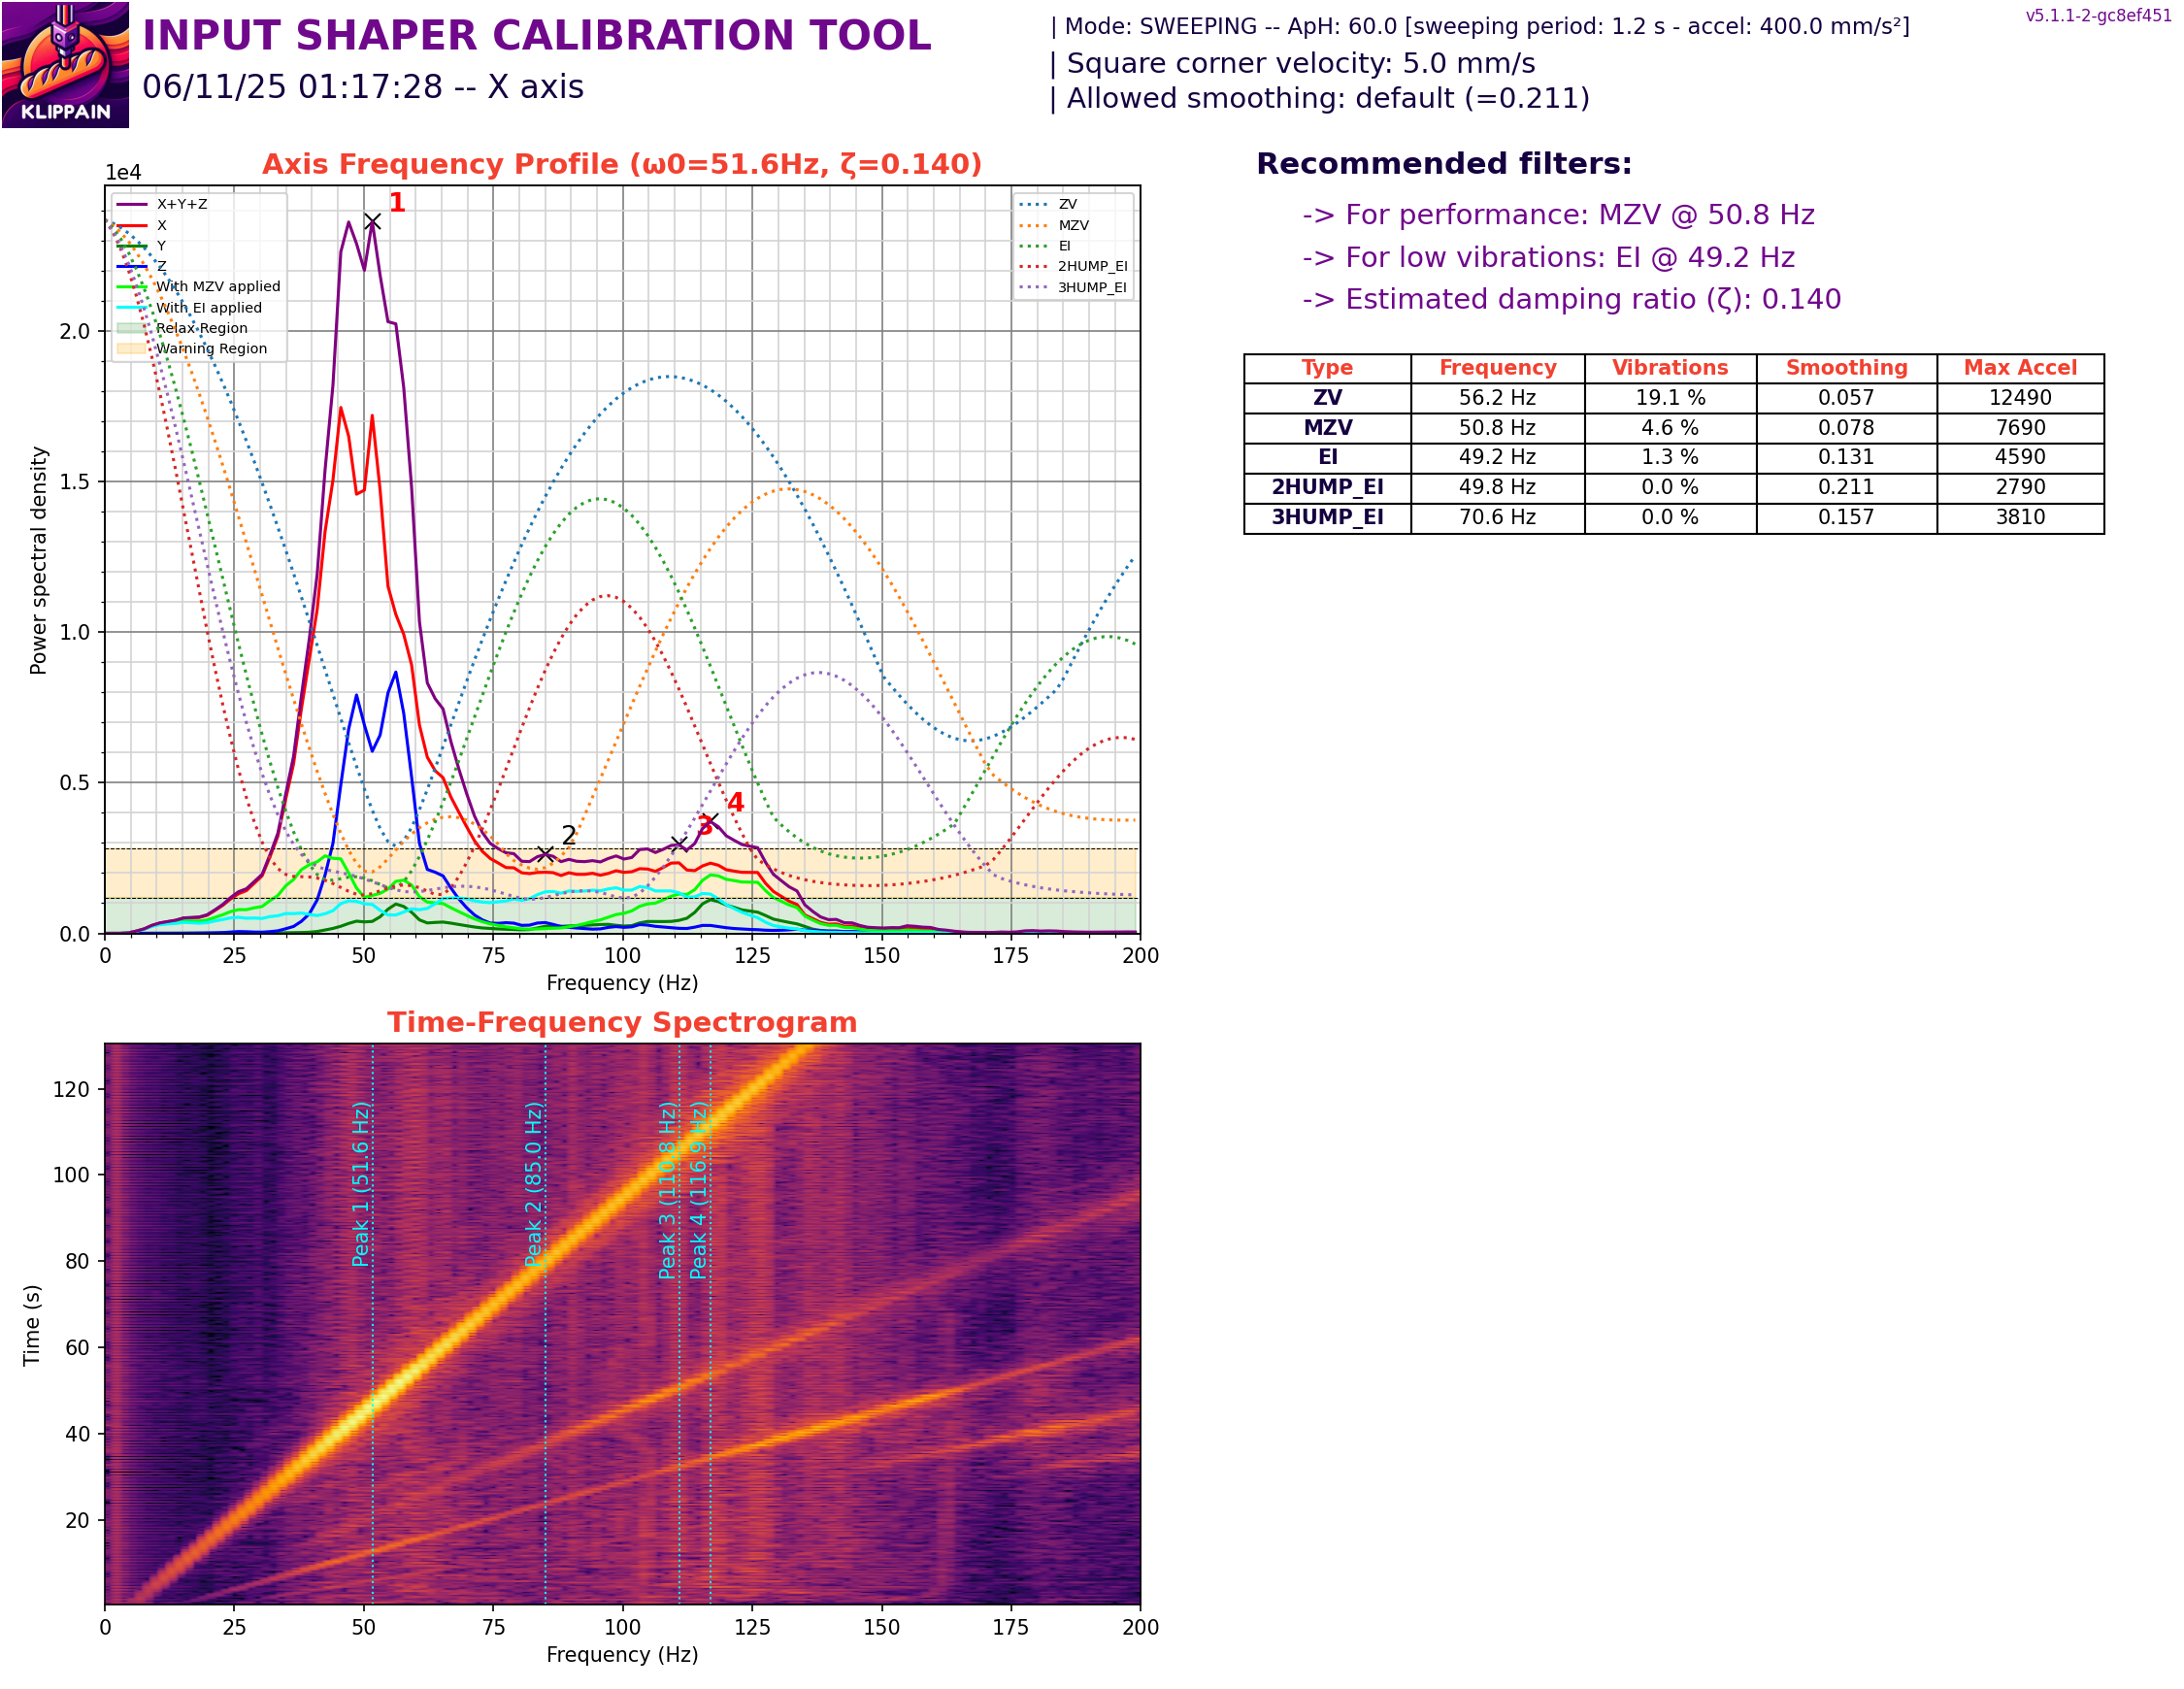 INPUT SHAPER CALIBRATION TOOL
06/11/25 01:17:28 -- X axis
KLIPPAIN
| Mode: SWEEPING -- ApH: 60.0 [sweeping period: 1.2 s - accel: 400.0 mm/s²]
| Square corner velocity: 5.0 mm/s
| Allowed smoothing: default (=0.211)
v5.1.1-2-gc8ef451
Axis Frequency Profile (ω0=51.6Hz, ζ=0.140)
1e4
X+Y+Z
X
Y
Z
With MZV applied
With EI applied
Relax Region
Warning Region
ZV
MZV
EI
2HUMP_EI
3HUMP_EI
1
2
3
4
Power spectral density
2.0
1.5
1.0
0.5
0.0
0 25 50 75 100 125 150 175 200
Frequency (Hz)
Recommended filters:
-> For performance: MZV @ 50.8 Hz
-> For low vibrations: EI @ 49.2 Hz
-> Estimated damping ratio (ζ): 0.140
Type Frequency Vibrations Smoothing Max Accel
ZV 56.2 Hz 19.1 % 0.057 12490
MZV 50.8 Hz 4.6 % 0.078 7690
EI 49.2 Hz 1.3 % 0.131 4590
2HUMP_EI 49.8 Hz 0.0 % 0.211 2790
3HUMP_EI 70.6 Hz 0.0 % 0.157 3810
Time-Frequency Spectrogram
Time (s)
120
100
80
60
40
20
Peak 1 (51.6 Hz)
Peak 2 (85.0 Hz)
Peak 3 (110.8 Hz)
Peak 4 (116.9 Hz)
0 25 50 75 100 125 150 175 200
Frequency (Hz)